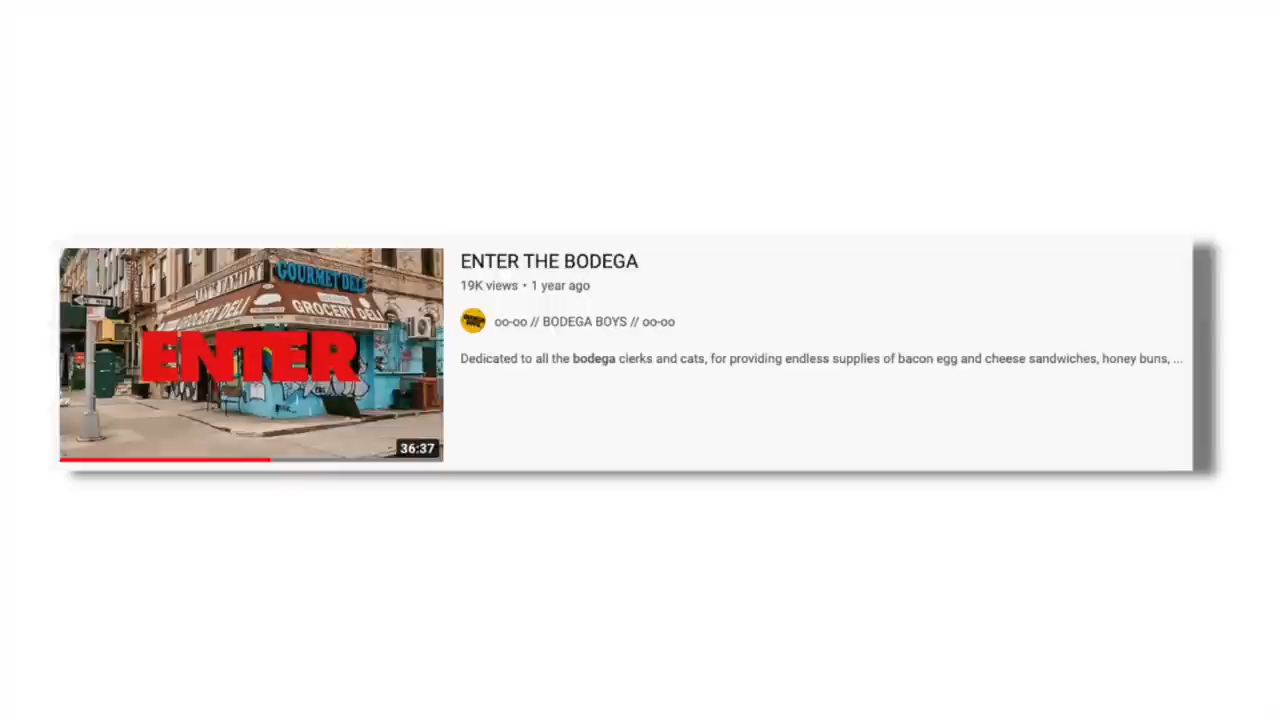 GOURMET DELI
GROCERY DELI
GROCERY DELI
ENTER
36:37
ENTER THE BODEGA
19K views • 1 year ago
oo-oo // BODEGA BOYS // oo-oo
Dedicated to all the bodega clerks and cats, for providing endless supplies of bacon egg and cheese sandwiches, honey buns, ...